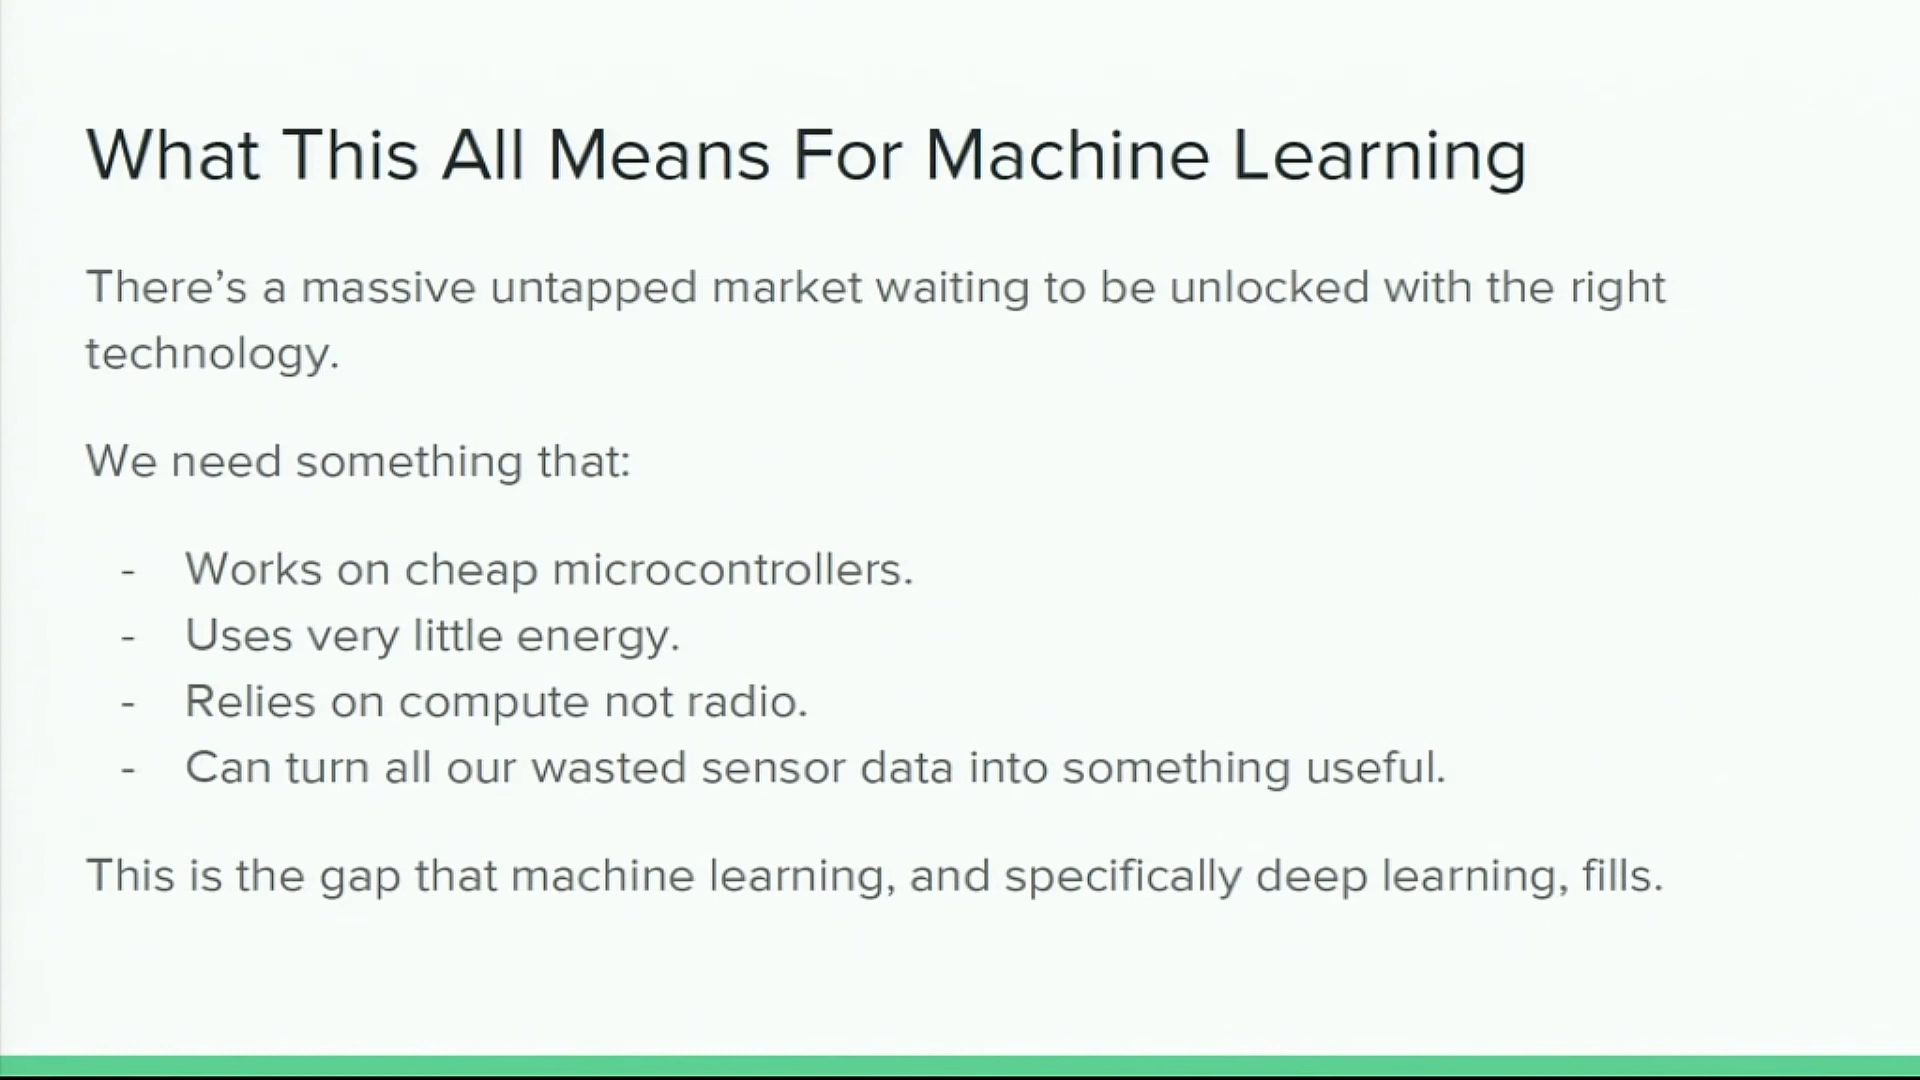 What This All Means For Machine Learning
There’s a massive untapped market waiting to be unlocked with the right
technology.
We need something that:
- Works on cheap microcontrollers.
- Uses very little energy.
- Relies on compute not radio.
- Can turn all our wasted sensor data into something useful.
This is the gap that machine learning, and specifically deep learning, fills.